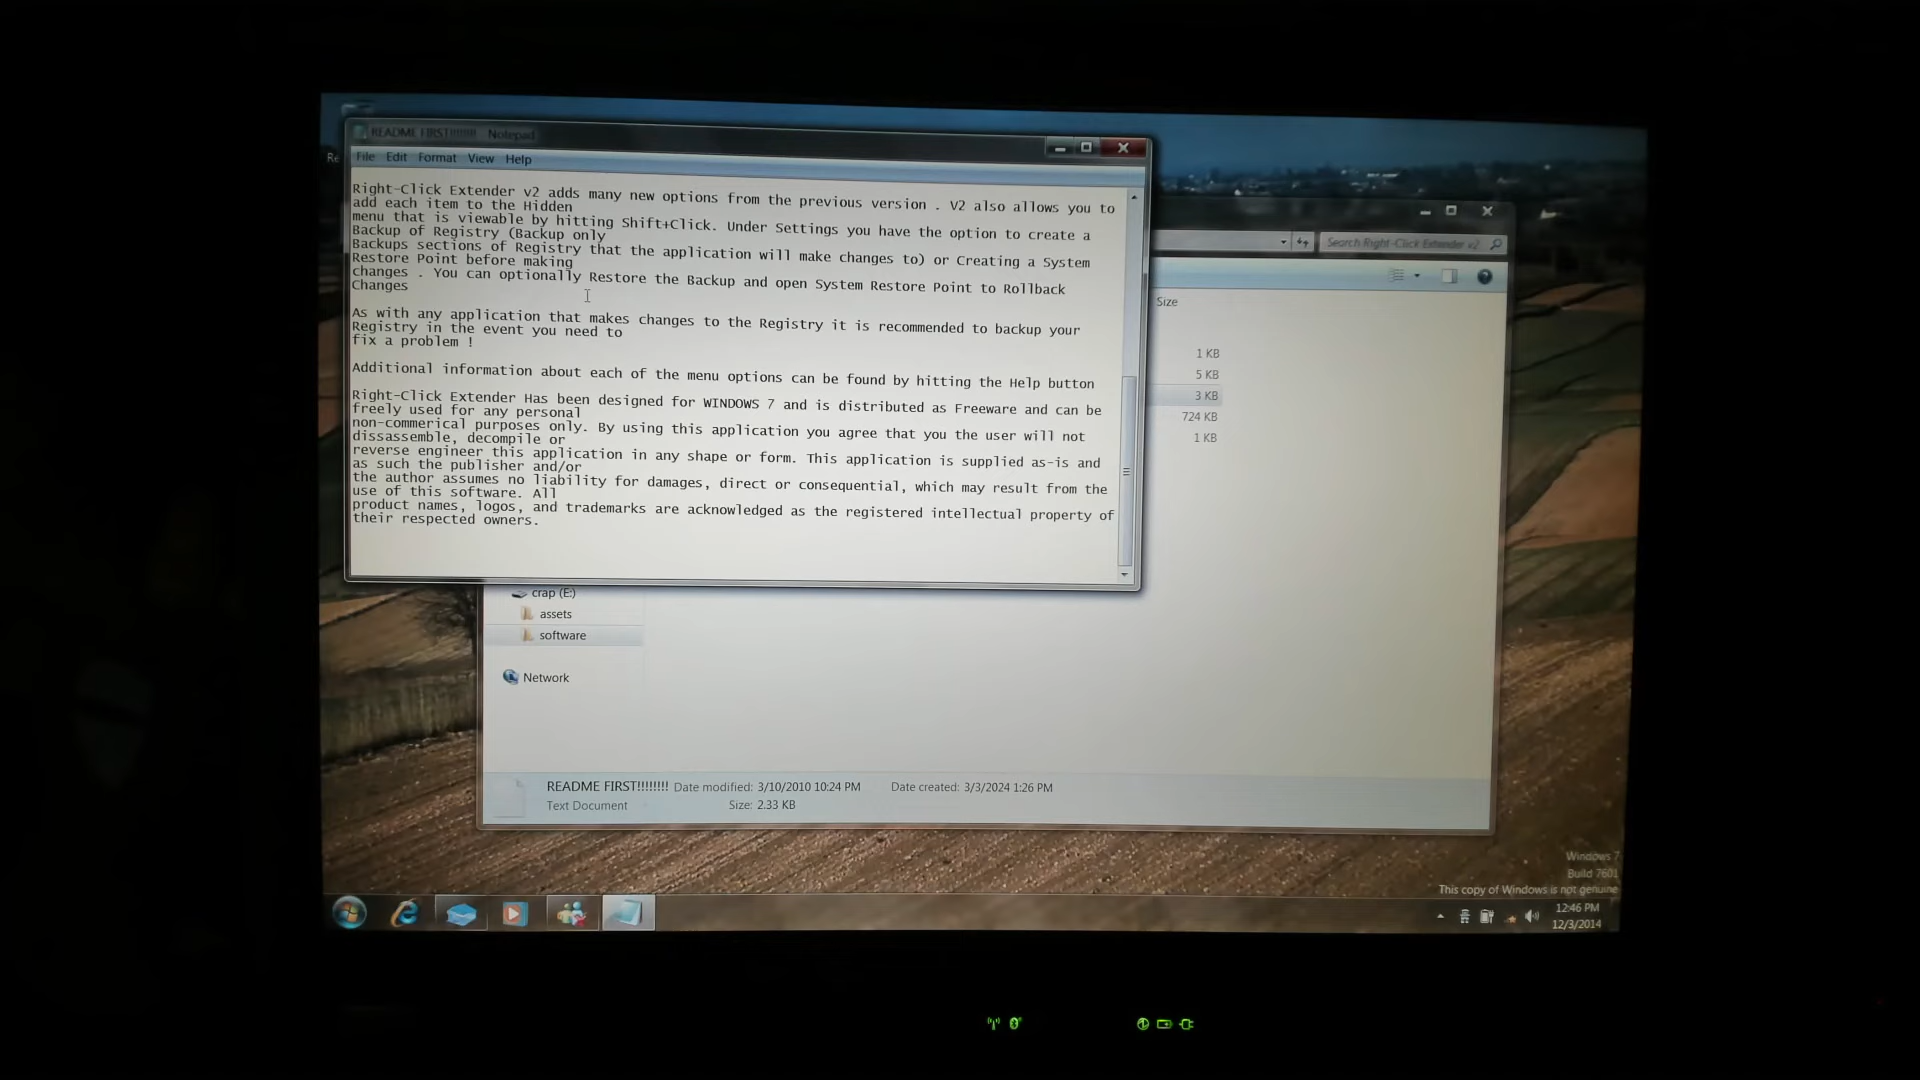 README FIRST!!!!!!!! Notepad
File Edit Format View Help
Right-Click Extender v2 adds many new options from the previous version . V2 also allows you to
add each item to the Hidden
menu that is viewable by hitting Shift+Click. Under Settings you have the option to create a
Backup of Registry (Backup only
Backups sections of Registry that the application will make changes to) or Creating a System
Restore Point before making
changes . You can optionally Restore the Backup and open System Restore Point to Rollback
Changes
As with any application that makes changes to the Registry it is recommended to backup your
Registry in the event you need to
fix a problem !
Additional information about each of the menu options can be found by hitting the Help button
Right-Click Extender Has been designed for WINDOWS 7 and is distributed as Freeware and can be
freely used for any personal
non-commerical purposes only. By using this application you agree that you the user will not
dissassemble, decompile or
reverse engineer this application in any shape or form. This application is supplied as-is and
as such the publisher and/or
the author assumes no liability for damages, direct or consequential, which may result from the
use of this software. All
product names, logos, and trademarks are acknowledged as the registered intellectual property of
their respected owners.
Re
Search Right-Click Extender v2
Size
1 KB
5 KB
3 KB
724 KB
1 KB
crap (E:)
assets
software
Network
README FIRST!!!!!!!! Date modified: 3/10/2010 10:24 PM Date created: 3/3/2024 1:26 PM
Text Document Size: 2.33 KB
Windows 7
Build 7601
This copy of Windows is not genuine
12:46 PM
12/3/2014